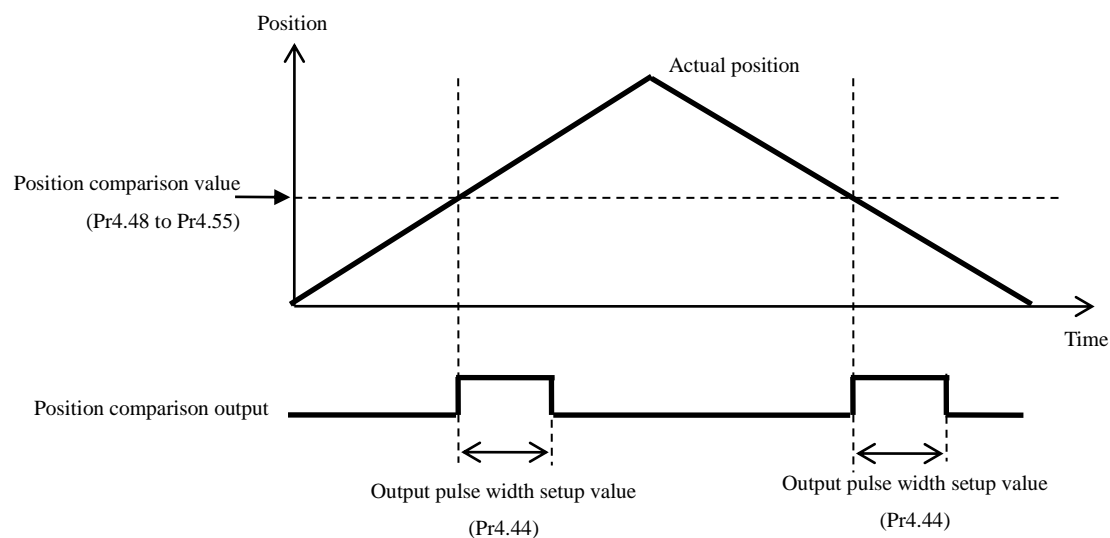 Position
Actual position
Position comparison value
(Pr4.48 to Pr4.55)
Time
Position comparison output
Output pulse width setup value
(Pr4.44)
Output pulse width setup value
(Pr4.44)